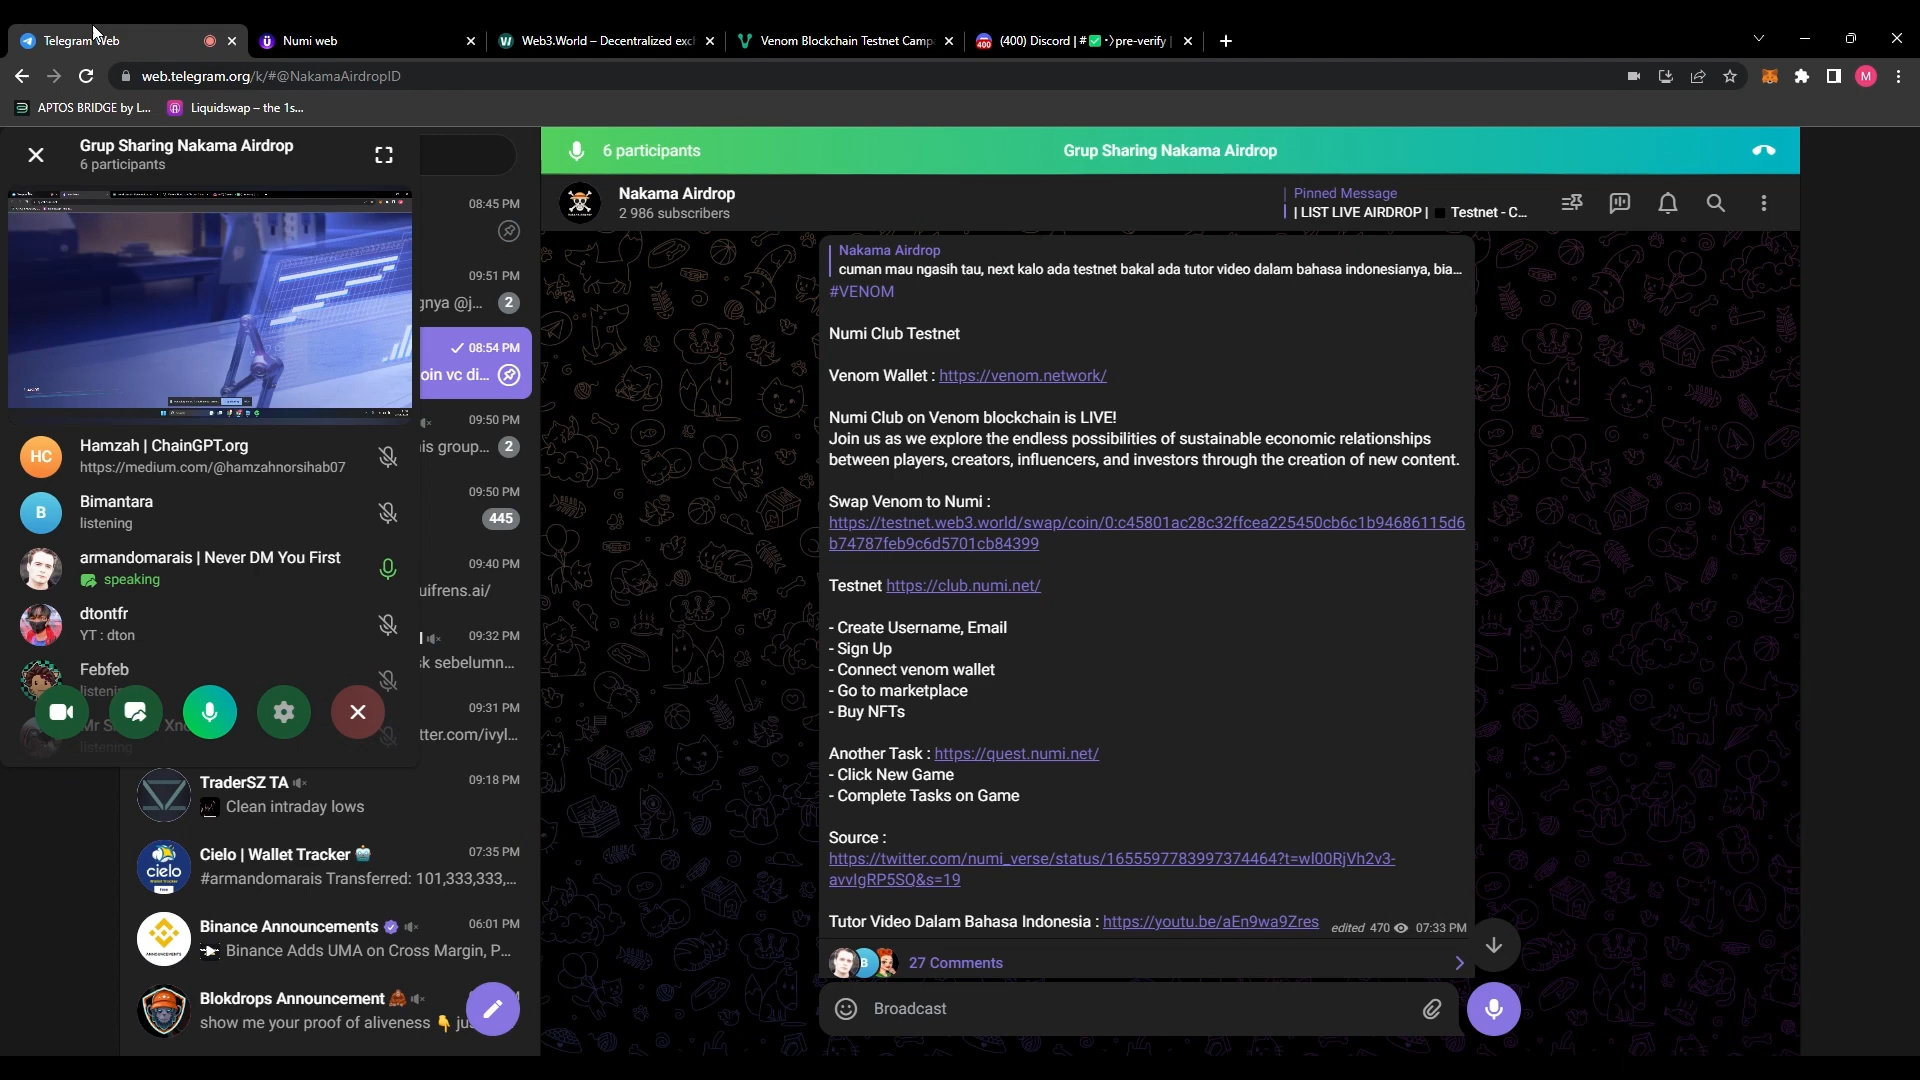 Telegram Web
Numi web
Web3.World – Decentralized exc
Venom Blockchain Testnet Camp
(400) Discord | #✅・〉pre-verify |
web.telegram.org/k/#@NakamaAirdropID
M
APTOS BRIDGE by L...
Liquidswap – the 1s...
Grup Sharing Nakama Airdrop
6 participants
HC
Hamzah | ChainGPT.org
https://medium.com/@hamzahnorsihab07
B
Bimantara
listening
armandomarais | Never DM You First
speaking
dtontfr
YT : dton
Febfeb
08:45 PM
09:51 PM
gnya @j...
2
08:54 PM
oin vc di...
09:50 PM
is group...
2
09:50 PM
445
09:40 PM
uifrens.ai/
09:32 PM
sk sebelumn...
09:31 PM
tter.com/ivyl...
listening
TraderSZ TA
09:18 PM
Clean intraday lows
cielo
Free
Cielo | Wallet Tracker
07:35 PM
#armandomarais Transferred: 101,333,333,...
ANNOUNCEMENTS
Binance Announcements
06:01 PM
Binance Adds UMA on Cross Margin, P...
Blokdrops Announcement
show me your proof of aliveness 👇 ju
6 participants
Grup Sharing Nakama Airdrop
Nakama Airdrop
2 986 subscribers
Pinned Message
| LIST LIVE AIRDROP | ◼ Testnet - C...
Nakama Airdrop
cuman mau ngasih tau, next kalo ada testnet bakal ada tutor video dalam bahasa indonesianya, bia...
#VENOM
Numi Club Testnet
Venom Wallet : https://venom.network/
Numi Club on Venom blockchain is LIVE!
Join us as we explore the endless possibilities of sustainable economic relationships
between players, creators, influencers, and investors through the creation of new content.
Swap Venom to Numi :
https://testnet.web3.world/swap/coin/0:c45801ac28c32ffcea225450cb6c1b94686115d6
b74787feb9c6d5701cb84399
Testnet https://club.numi.net/
- Create Username, Email
- Sign Up
- Connect venom wallet
- Go to marketplace
- Buy NFTs
Another Task : https://quest.numi.net/
- Click New Game
- Complete Tasks on Game
Source :
https://twitter.com/numi_verse/status/1655597783997374464?t=wl00RjVh2v3-
avvlgRP5SQ&s=19
Tutor Video Dalam Bahasa Indonesia : https://youtu.be/aEn9wa9Zres
edited 470 07:33 PM
B
27 Comments
Broadcast